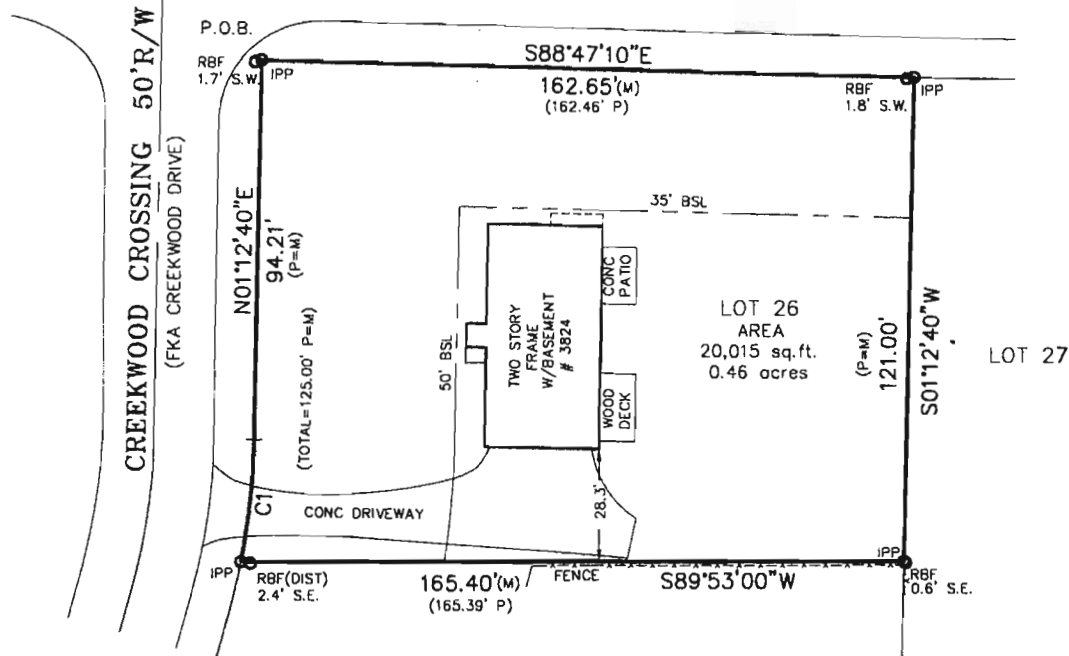 P.O.B.
RBF
1.7' S.W.
IPP
S88°47'10"E
162.65'(M)
(162.46' P)
RBF
1.8' S.W.
IPP
CREEKWOOD CROSSING 50'R/W
(FKA CREEKWOOD DRIVE)
N01°12'40"E
94.21'
(P=M)
(TOTAL=125.00' P=M)
35' BSL
50' BSL
TWO STORY
FRAME
W/BASEMENT
# 3824
CONC
PATIO
WOOD
DECK
LOT 26
AREA
20,015 sq.ft.
0.46 acres
(P=M)
121.00'
S01°12'40"W
LOT 27
C1
CONC DRIVEWAY
28.3'
IPP
RBF(DIST)
2.4' S.E.
165.40'(M)
(165.39' P)
FENCE
S89°53'00"W
IPP
RBF
0.6' S.E.